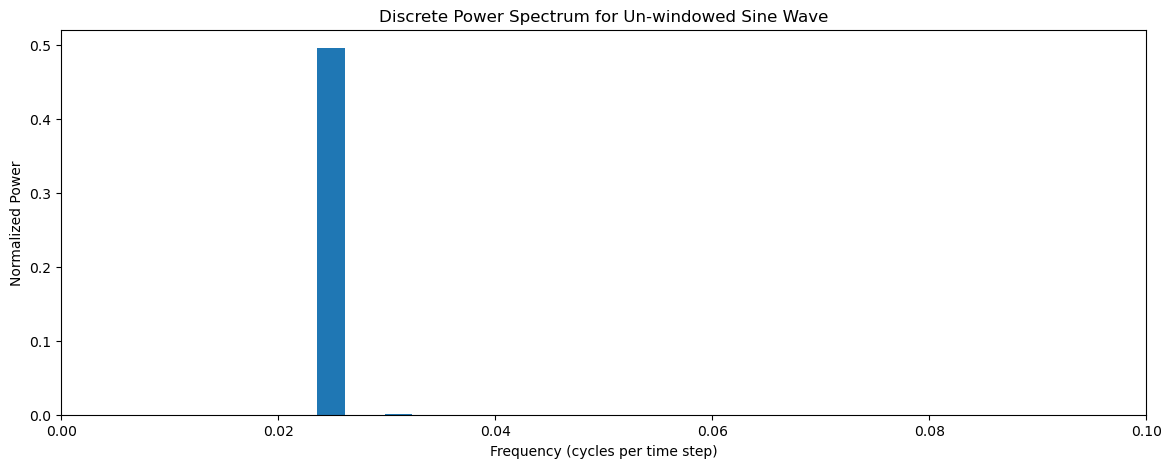 Discrete Power Spectrum for Un-windowed Sine Wave
0.5
0.4
0.3
0.2
0.1
0.0
Normalized Power
0.00 0.02 0.04 0.06 0.08 0.10
Frequency (cycles per time step)